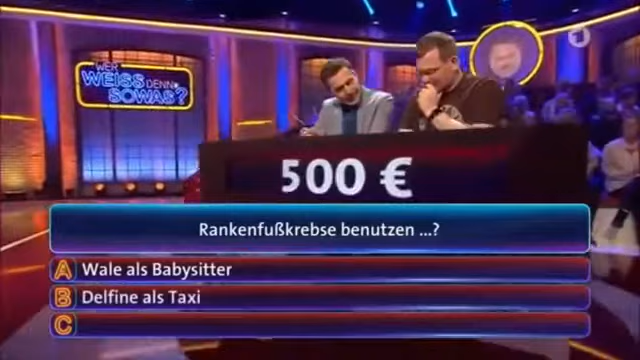 WER
WEISS DENN
SOWAS?
500 €
Rankenfußkrebse benutzen ...?
A Wale als Babysitter
B Delfine als Taxi
C